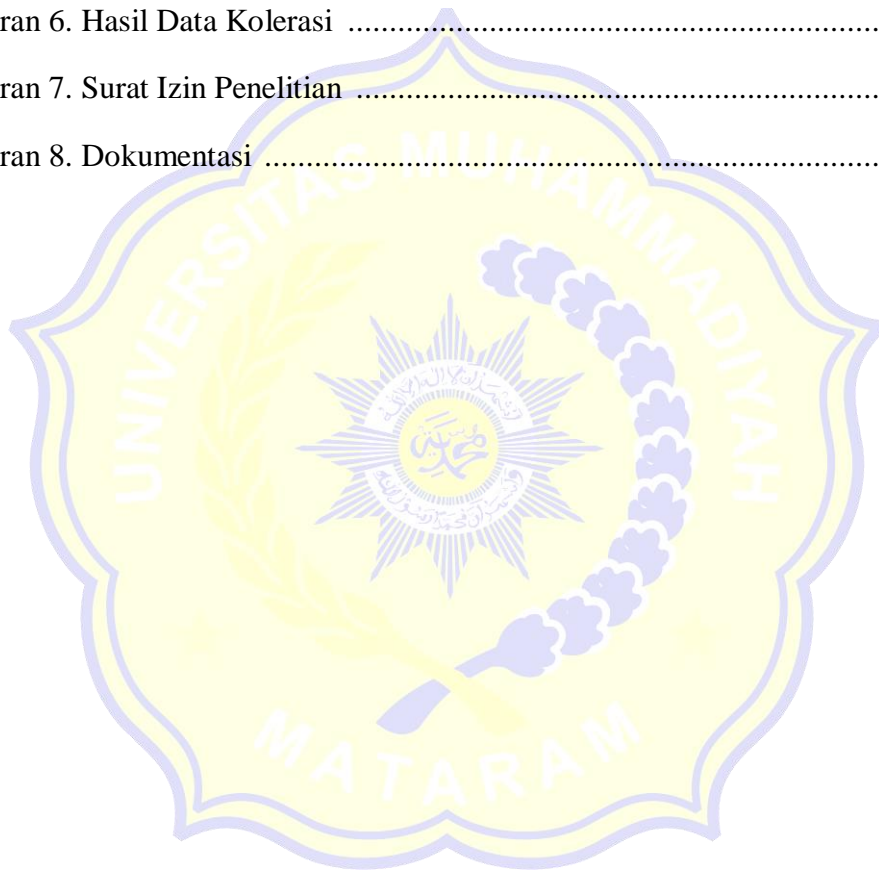 ran 6. Hasil Data Kolerasi ................................................................
ran 7. Surat Izin Penelitian ...............................................................
ran 8. Dokumentasi ..........................................................................
UNIVERSITAS MUHAMMADIYAH
MATARAM